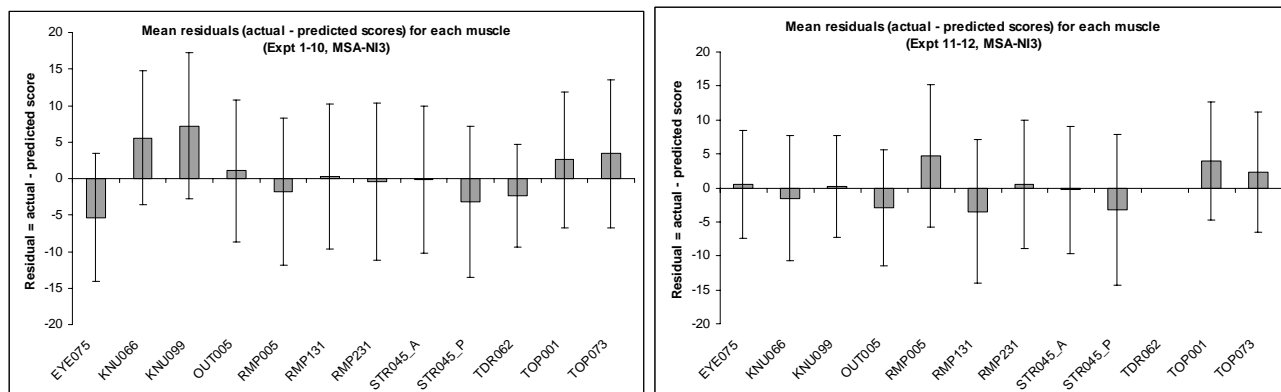 Mean residuals (actual - predicted scores) for each muscle
(Expt 1-10, MSA-NI3)
Residual = actual - predicted score
20
15
10
5
0
-5
-10
-15
-20
EYE075
KNU066
KNU099
OUT005
RMP005
RMP131
RMP231
STR045_A
STR045_P
TDR062
TOP001
TOP073
Mean residuals (actual - predicted scores) for each muscle
(Expt 11-12, MSA-NI3)
Residual = actual - predicted score
20
15
10
5
0
-5
-10
-15
-20
EYE075
KNU066
KNU099
OUT005
RMP005
RMP131
RMP231
STR045_A
STR045_P
TDR062
TOP001
TOP073